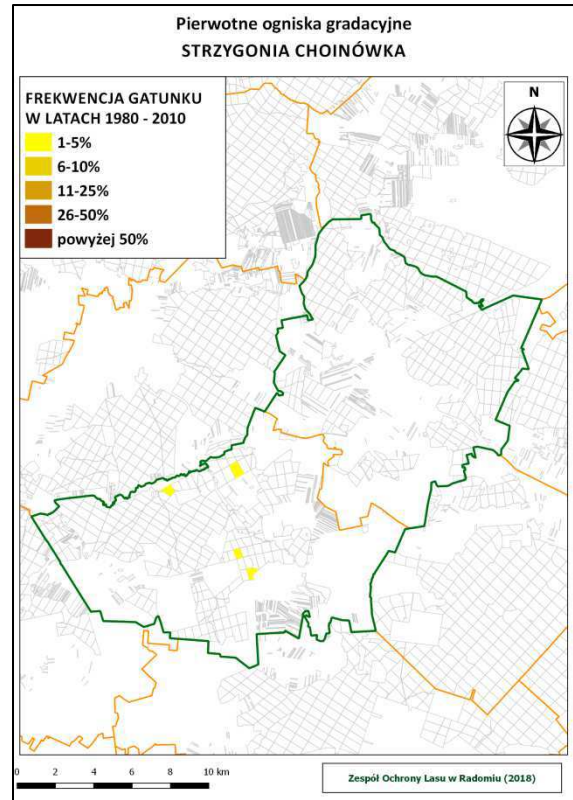 Pierwotne ogniska gradacyjne
STRZYGONIA CHOINÓWKA
FREKWENCJA GATUNKU
W LATACH 1980 - 2010
1-5%
6-10%
11-25%
26-50%
powyżej 50%
N
0 2 4 6 8 10 km
Zespół Ochrony Lasu w Radomiu (2018)